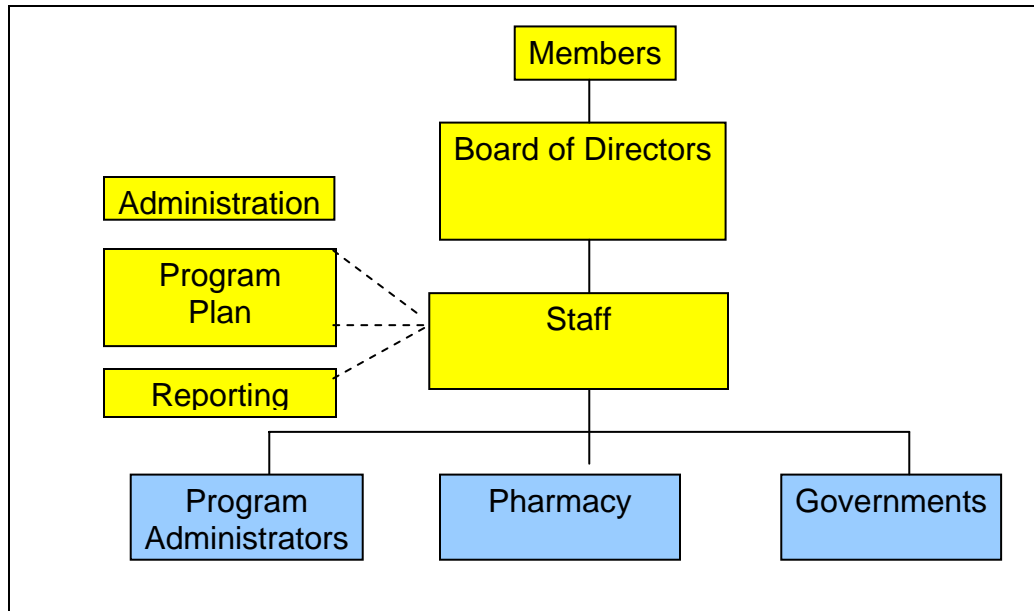 Members
Board of Directors
Administration
Program
Plan
Staff
Reporting
Program
Administrators
Pharmacy
Governments